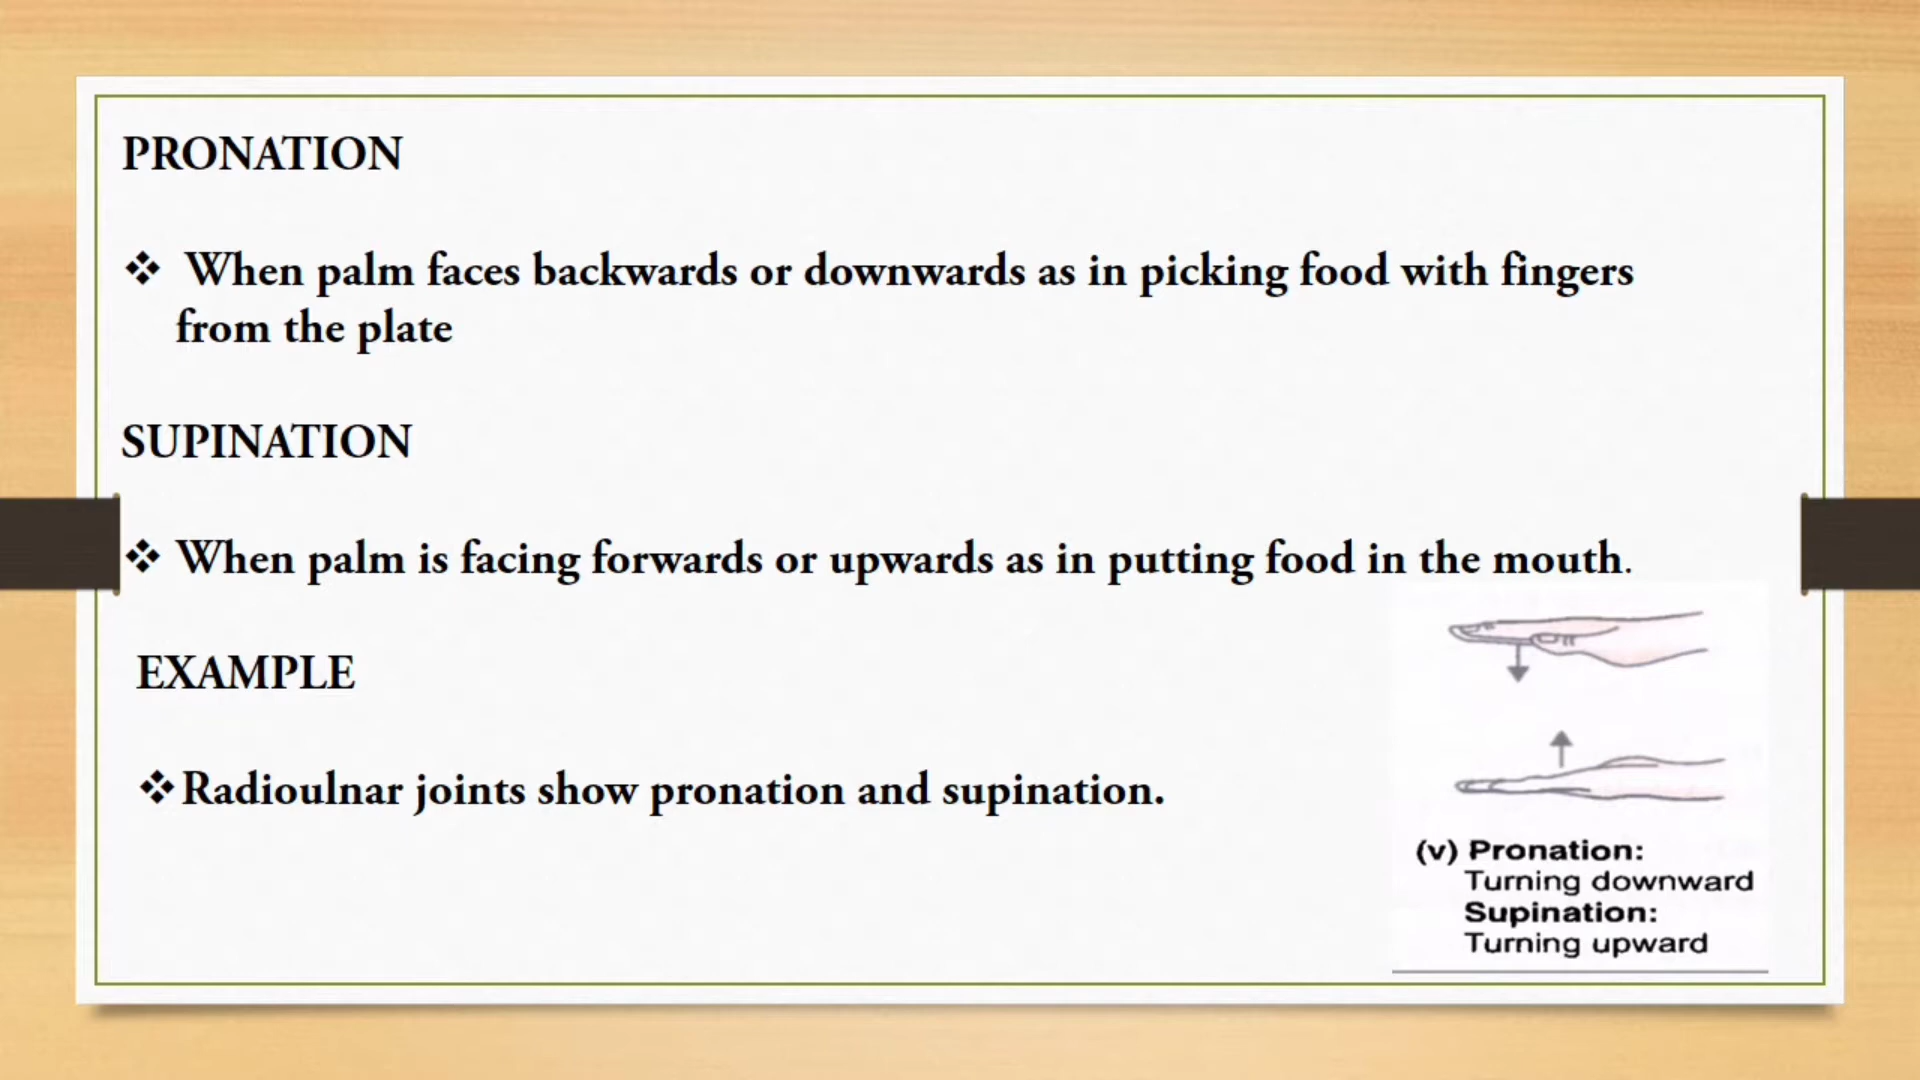 PRONATION
❖ When palm faces backwards or downwards as in picking food with fingers
from the plate
SUPINATION
❖ When palm is facing forwards or upwards as in putting food in the mouth.
EXAMPLE
❖Radioulnar joints show pronation and supination.
(v) Pronation:
Turning downward
Supination:
Turning upward